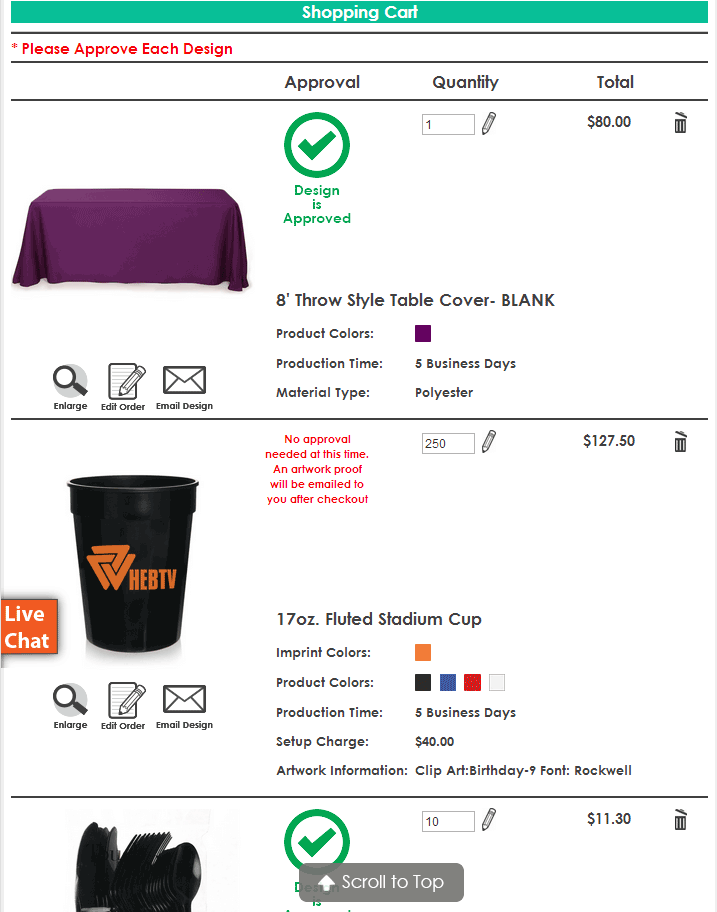 Shopping Cart
* Please Approve Each Design
Approval Quantity Total
1 $80.00
Design
is
Approved
8' Throw Style Table Cover- BLANK
Product Colors:
Production Time: 5 Business Days
Material Type: Polyester
Enlarge Edit Order Email Design
No approval
needed at this time.
An artwork proof
will be emailed to
you after checkout
250 $127.50
HEBTV
Live
Chat
17oz. Fluted Stadium Cup
Imprint Colors:
Product Colors:
Production Time: 5 Business Days
Setup Charge: $40.00
Artwork Information: Clip Art:Birthday-9 Font: Rockwell
Enlarge Edit Order Email Design
10 $11.30
Scroll to Top